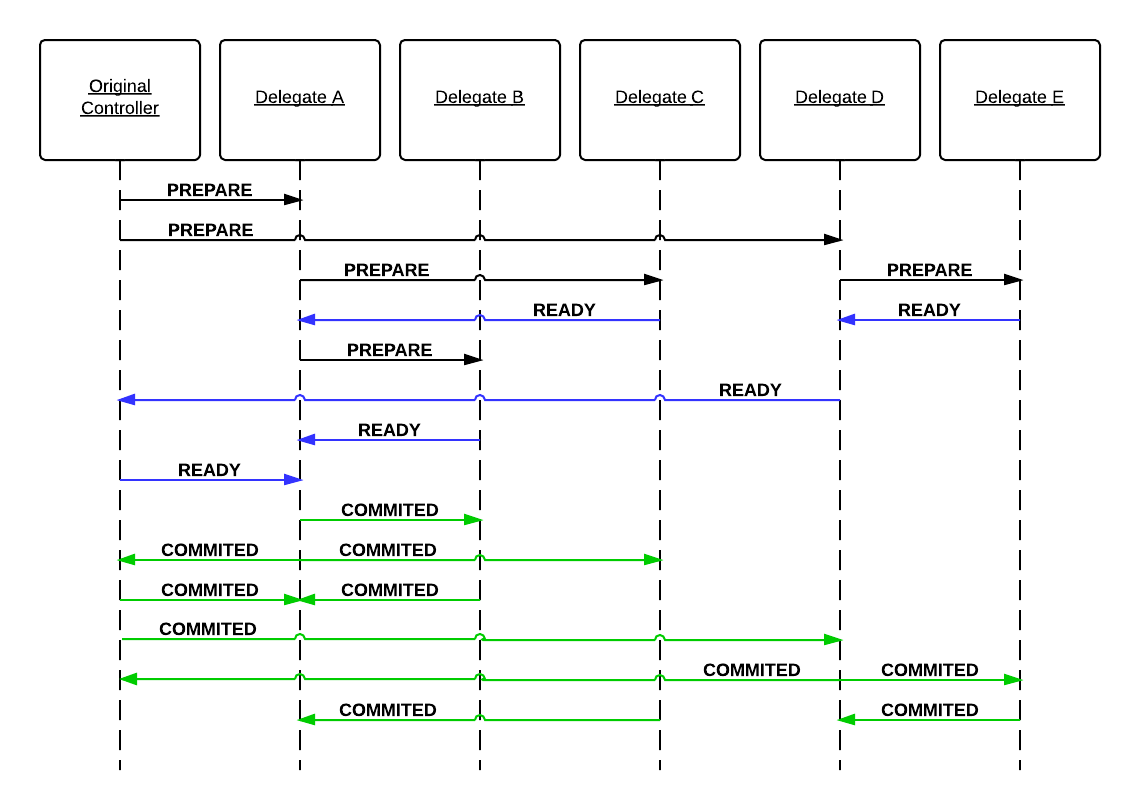 Original
Controller
Delegate A
Delegate B
Delegate C
Delegate D
Delegate E
PREPARE
PREPARE
PREPARE
PREPARE
READY
READY
PREPARE
READY
READY
READY
COMMITED
COMMITED
COMMITED
COMMITED
COMMITED
COMMITED
COMMITED
COMMITED
COMMITED
COMMITED